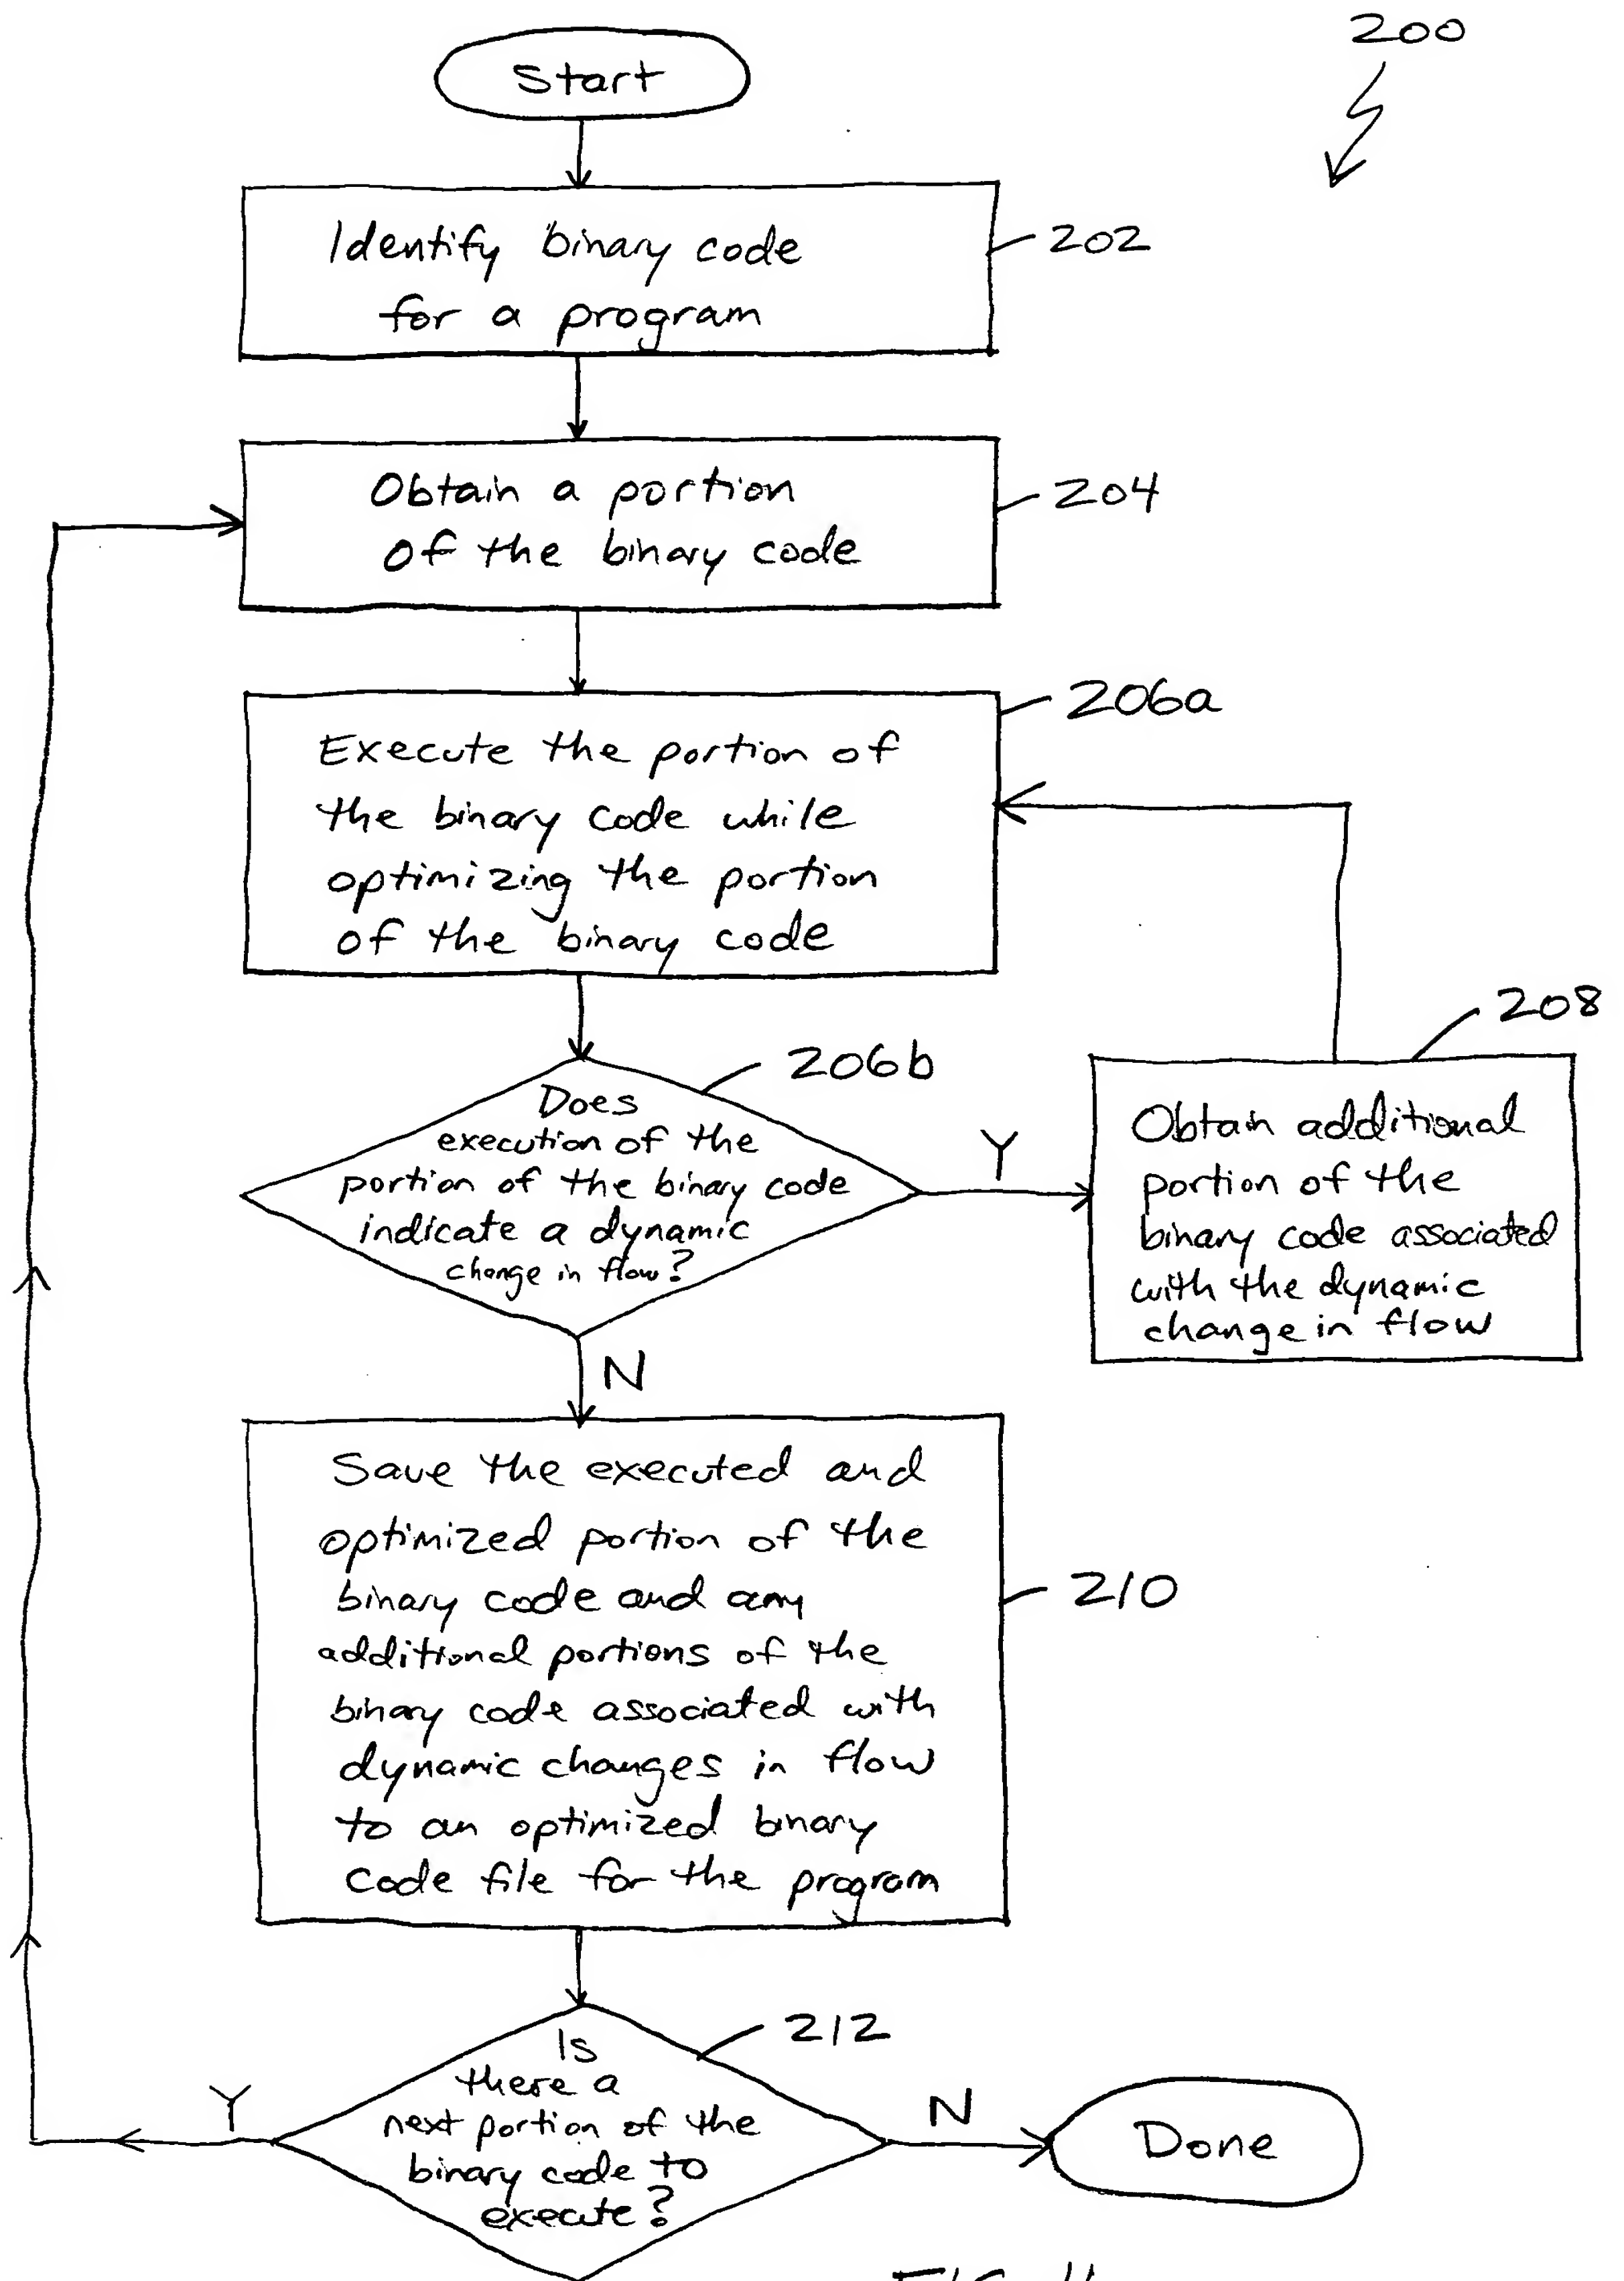 200
Start
Identify binary code
for a program
202
Obtain a portion
of the binary code
204
206a
Execute the portion of
the binary code while
optimizing the portion
of the binary code
206b
Does
execution of the
portion of the binary code
indicate a dynamic
change in flow?
Y
N
208
Obtain additional
portion of the
binary code associated
with the dynamic
change in flow
Save the executed and
optimized portion of the
binary code and any
additional portions of the
binary code associated with
dynamic changes in flow
to an optimized binary
code file for the program
210
212
Is
there a
next portion of the
binary code to
execute?
Y
N
Done